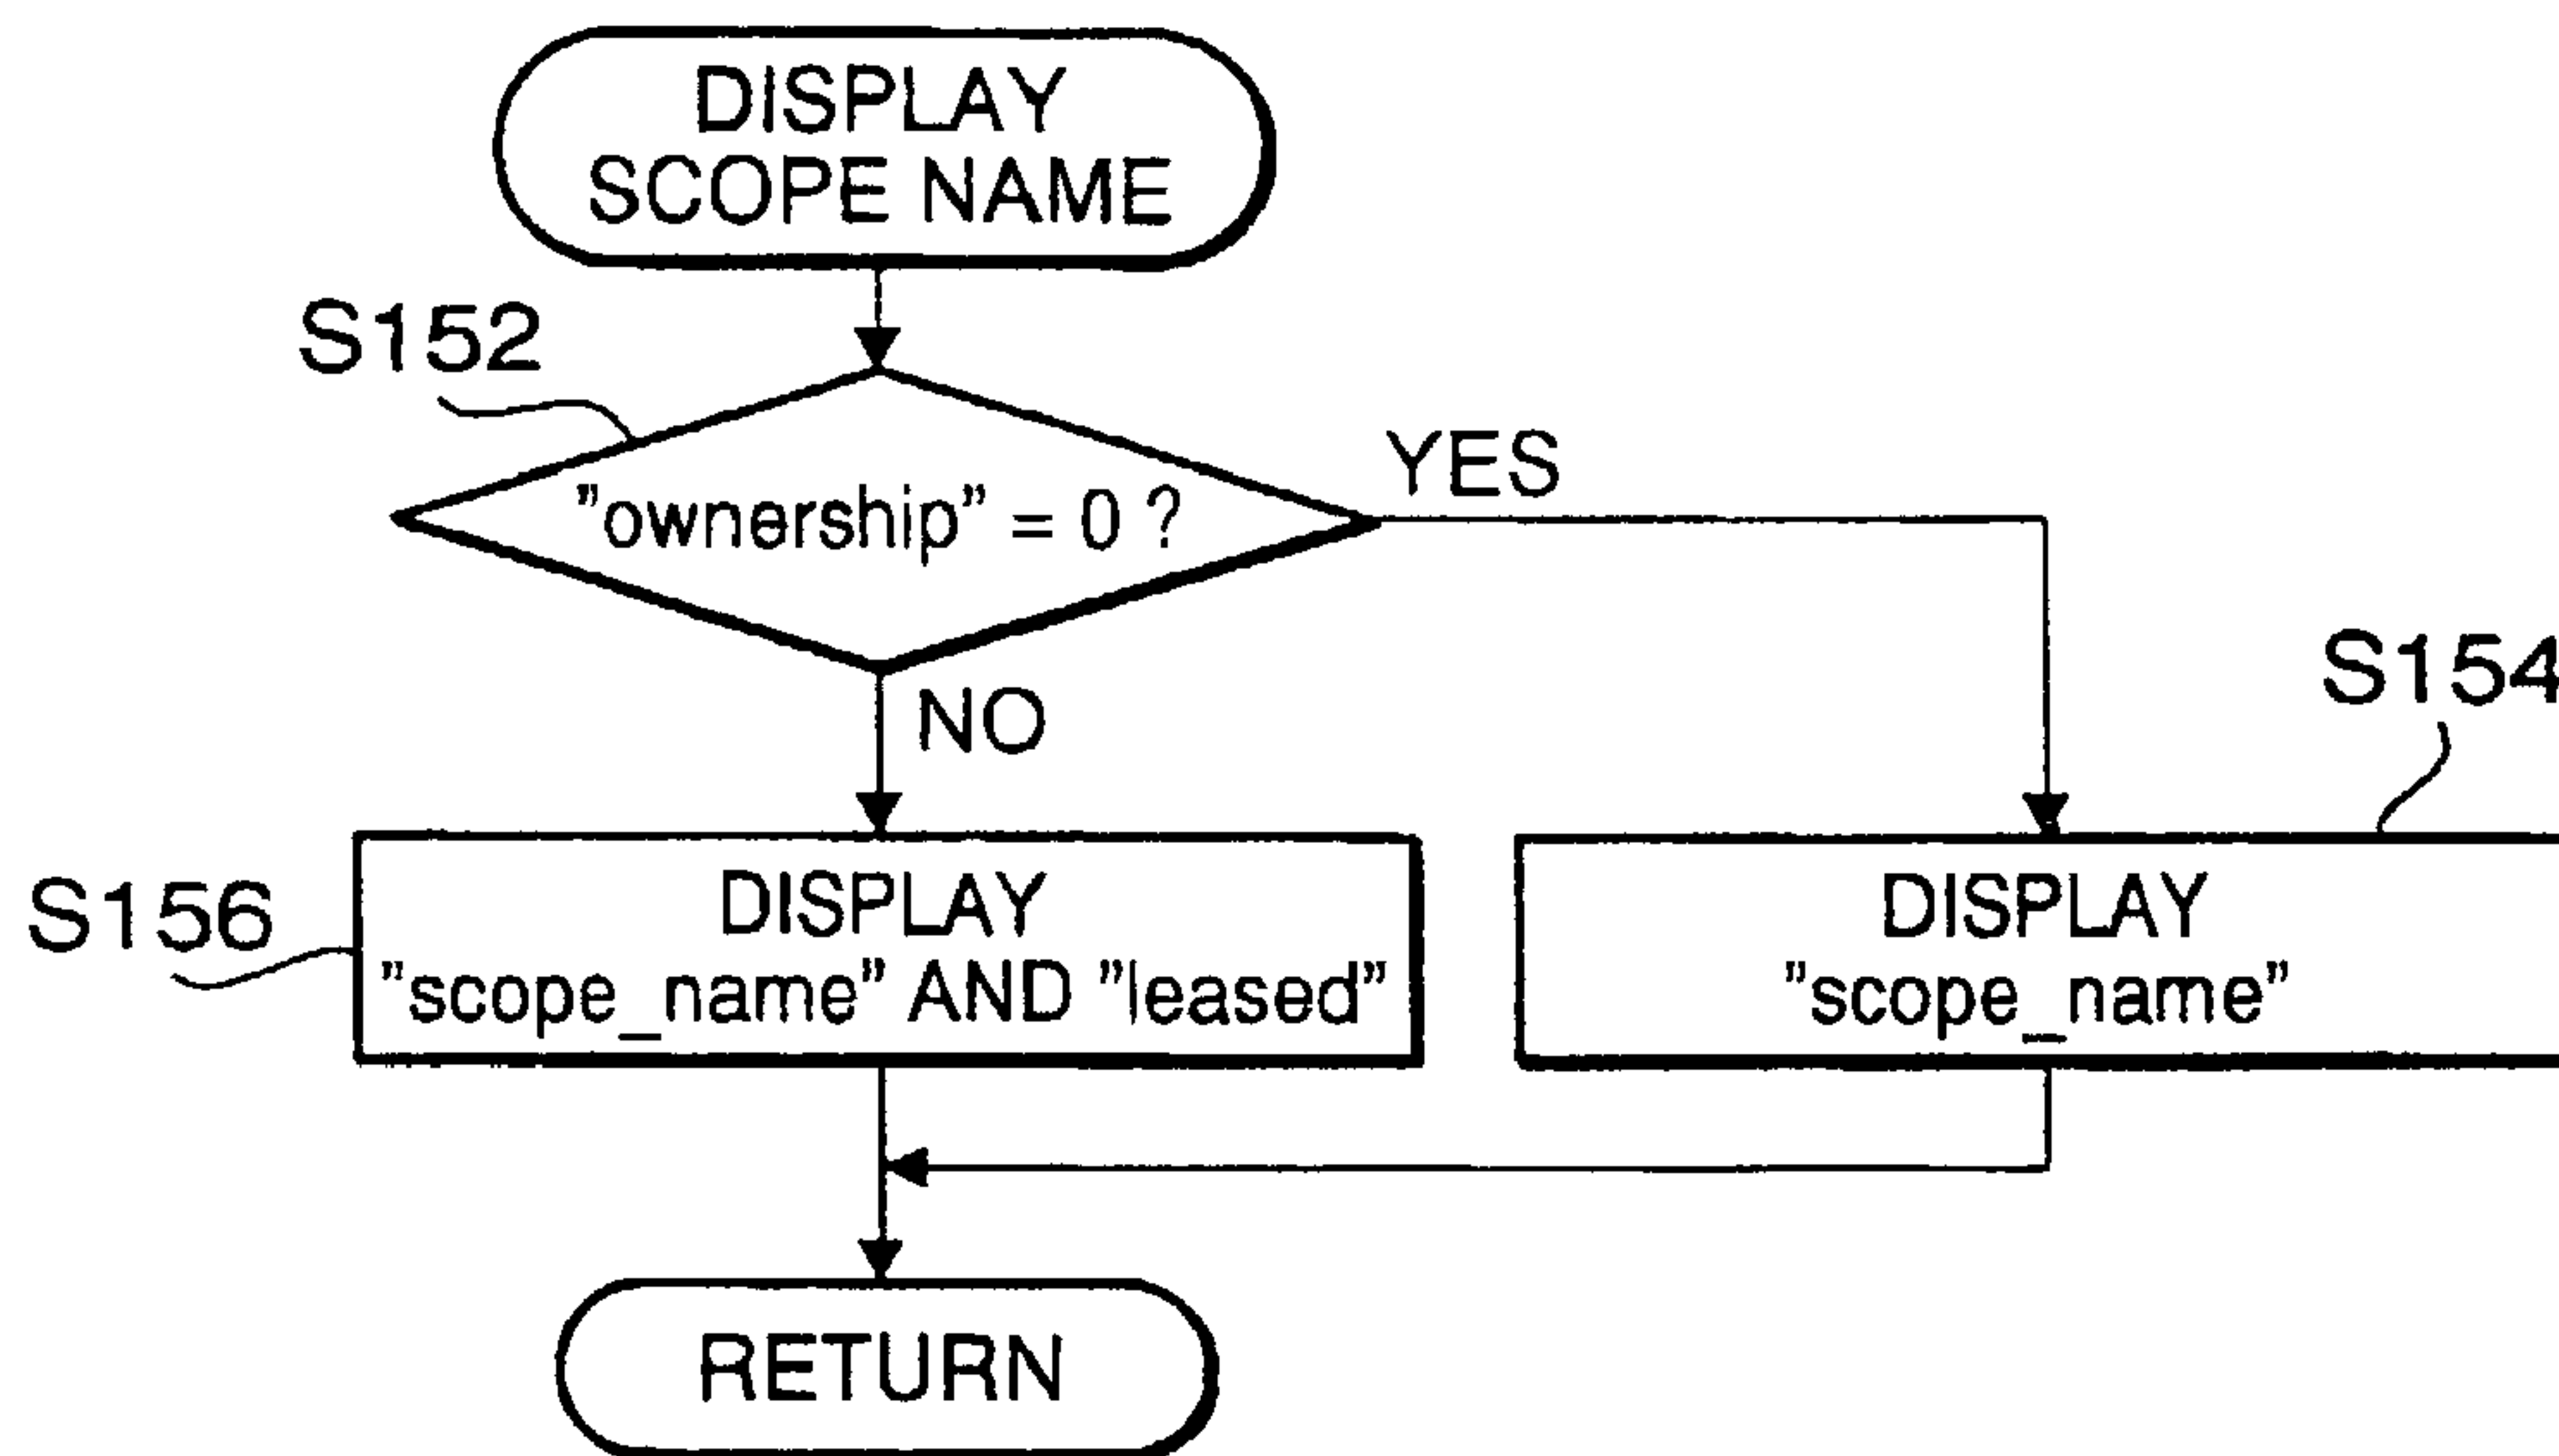 DISPLAY
SCOPE NAME
S152
"ownership" = 0 ?
YES
NO
S154
S156
DISPLAY
"scope_name" AND "leased"
DISPLAY
"scope_name"
RETURN